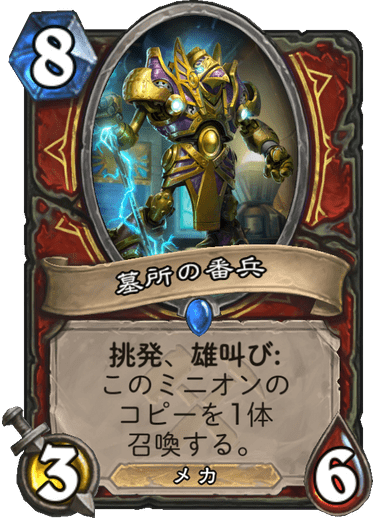 8
墓所の番兵
挑発、雄叫び:
このミニオンの
コピーを1体
召喚する。
メカ
3
6